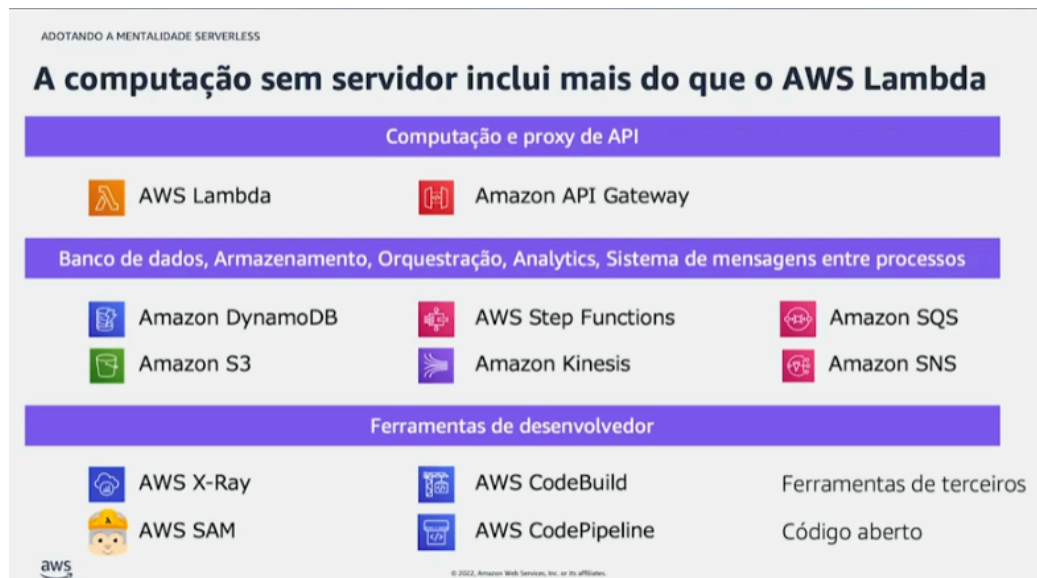 ADOTANDO A MENTALIDADE SERVERLESS
A computação sem servidor inclui mais do que o AWS Lambda
Computação e proxy de API
AWS Lambda
Amazon API Gateway
Banco de dados, Armazenamento, Orquestração, Analytics, Sistema de mensagens entre processos
Amazon DynamoDB
AWS Step Functions
Amazon SQS
Amazon S3
Amazon Kinesis
Amazon SNS
Ferramentas de desenvolvedor
AWS X-Ray
AWS CodeBuild
Ferramentas de terceiros
AWS SAM
AWS CodePipeline
Código aberto
aws
© 2022, Amazon Web Services, Inc. or its affiliates.